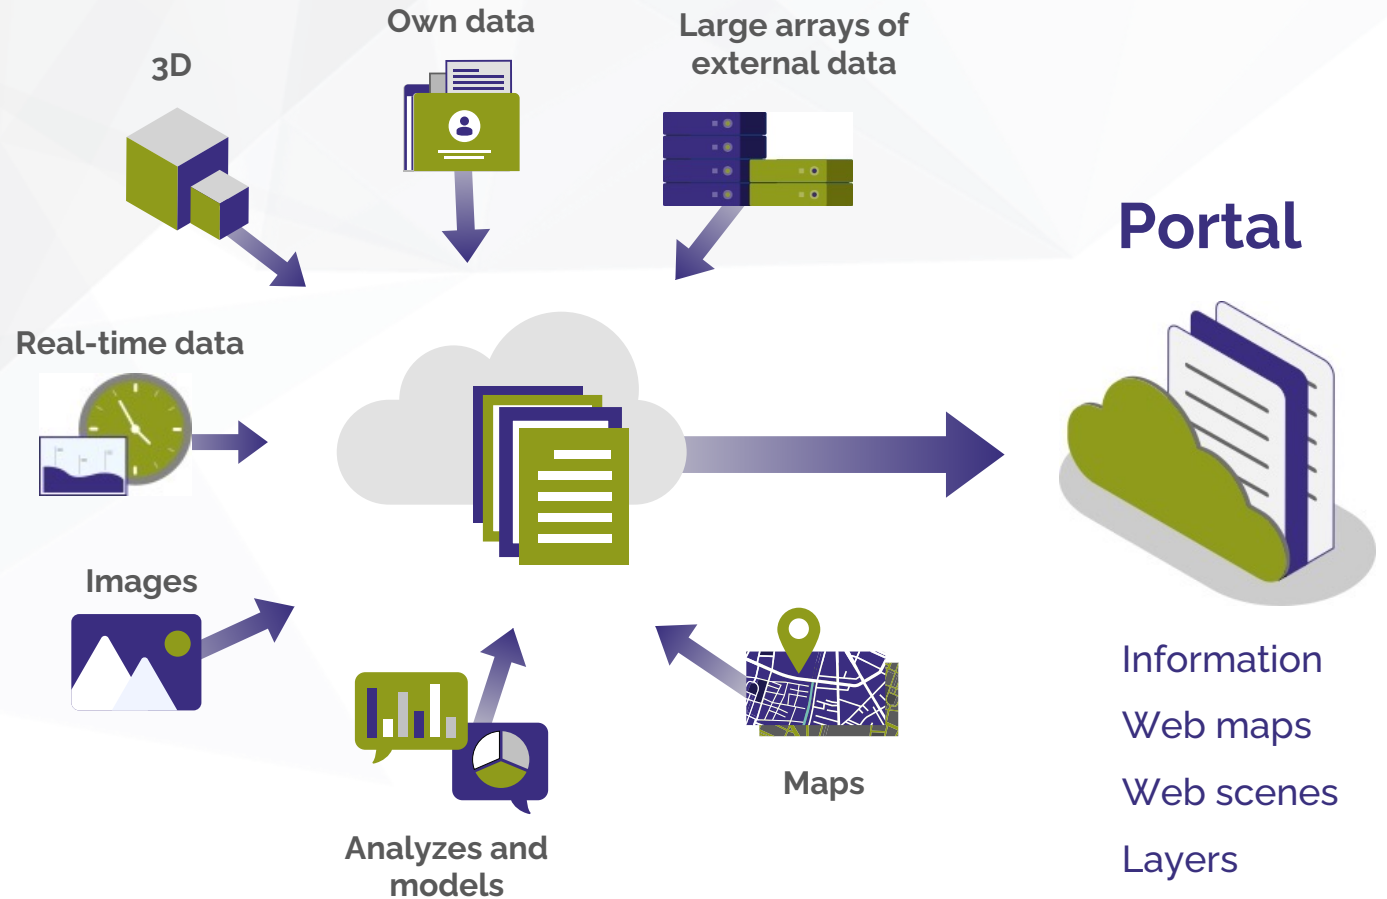 Own data
Large arrays of
external data
3D
Portal
Real-time data
Images
Information
Web maps
Maps
Web scenes
Analyzes and
models
Layers